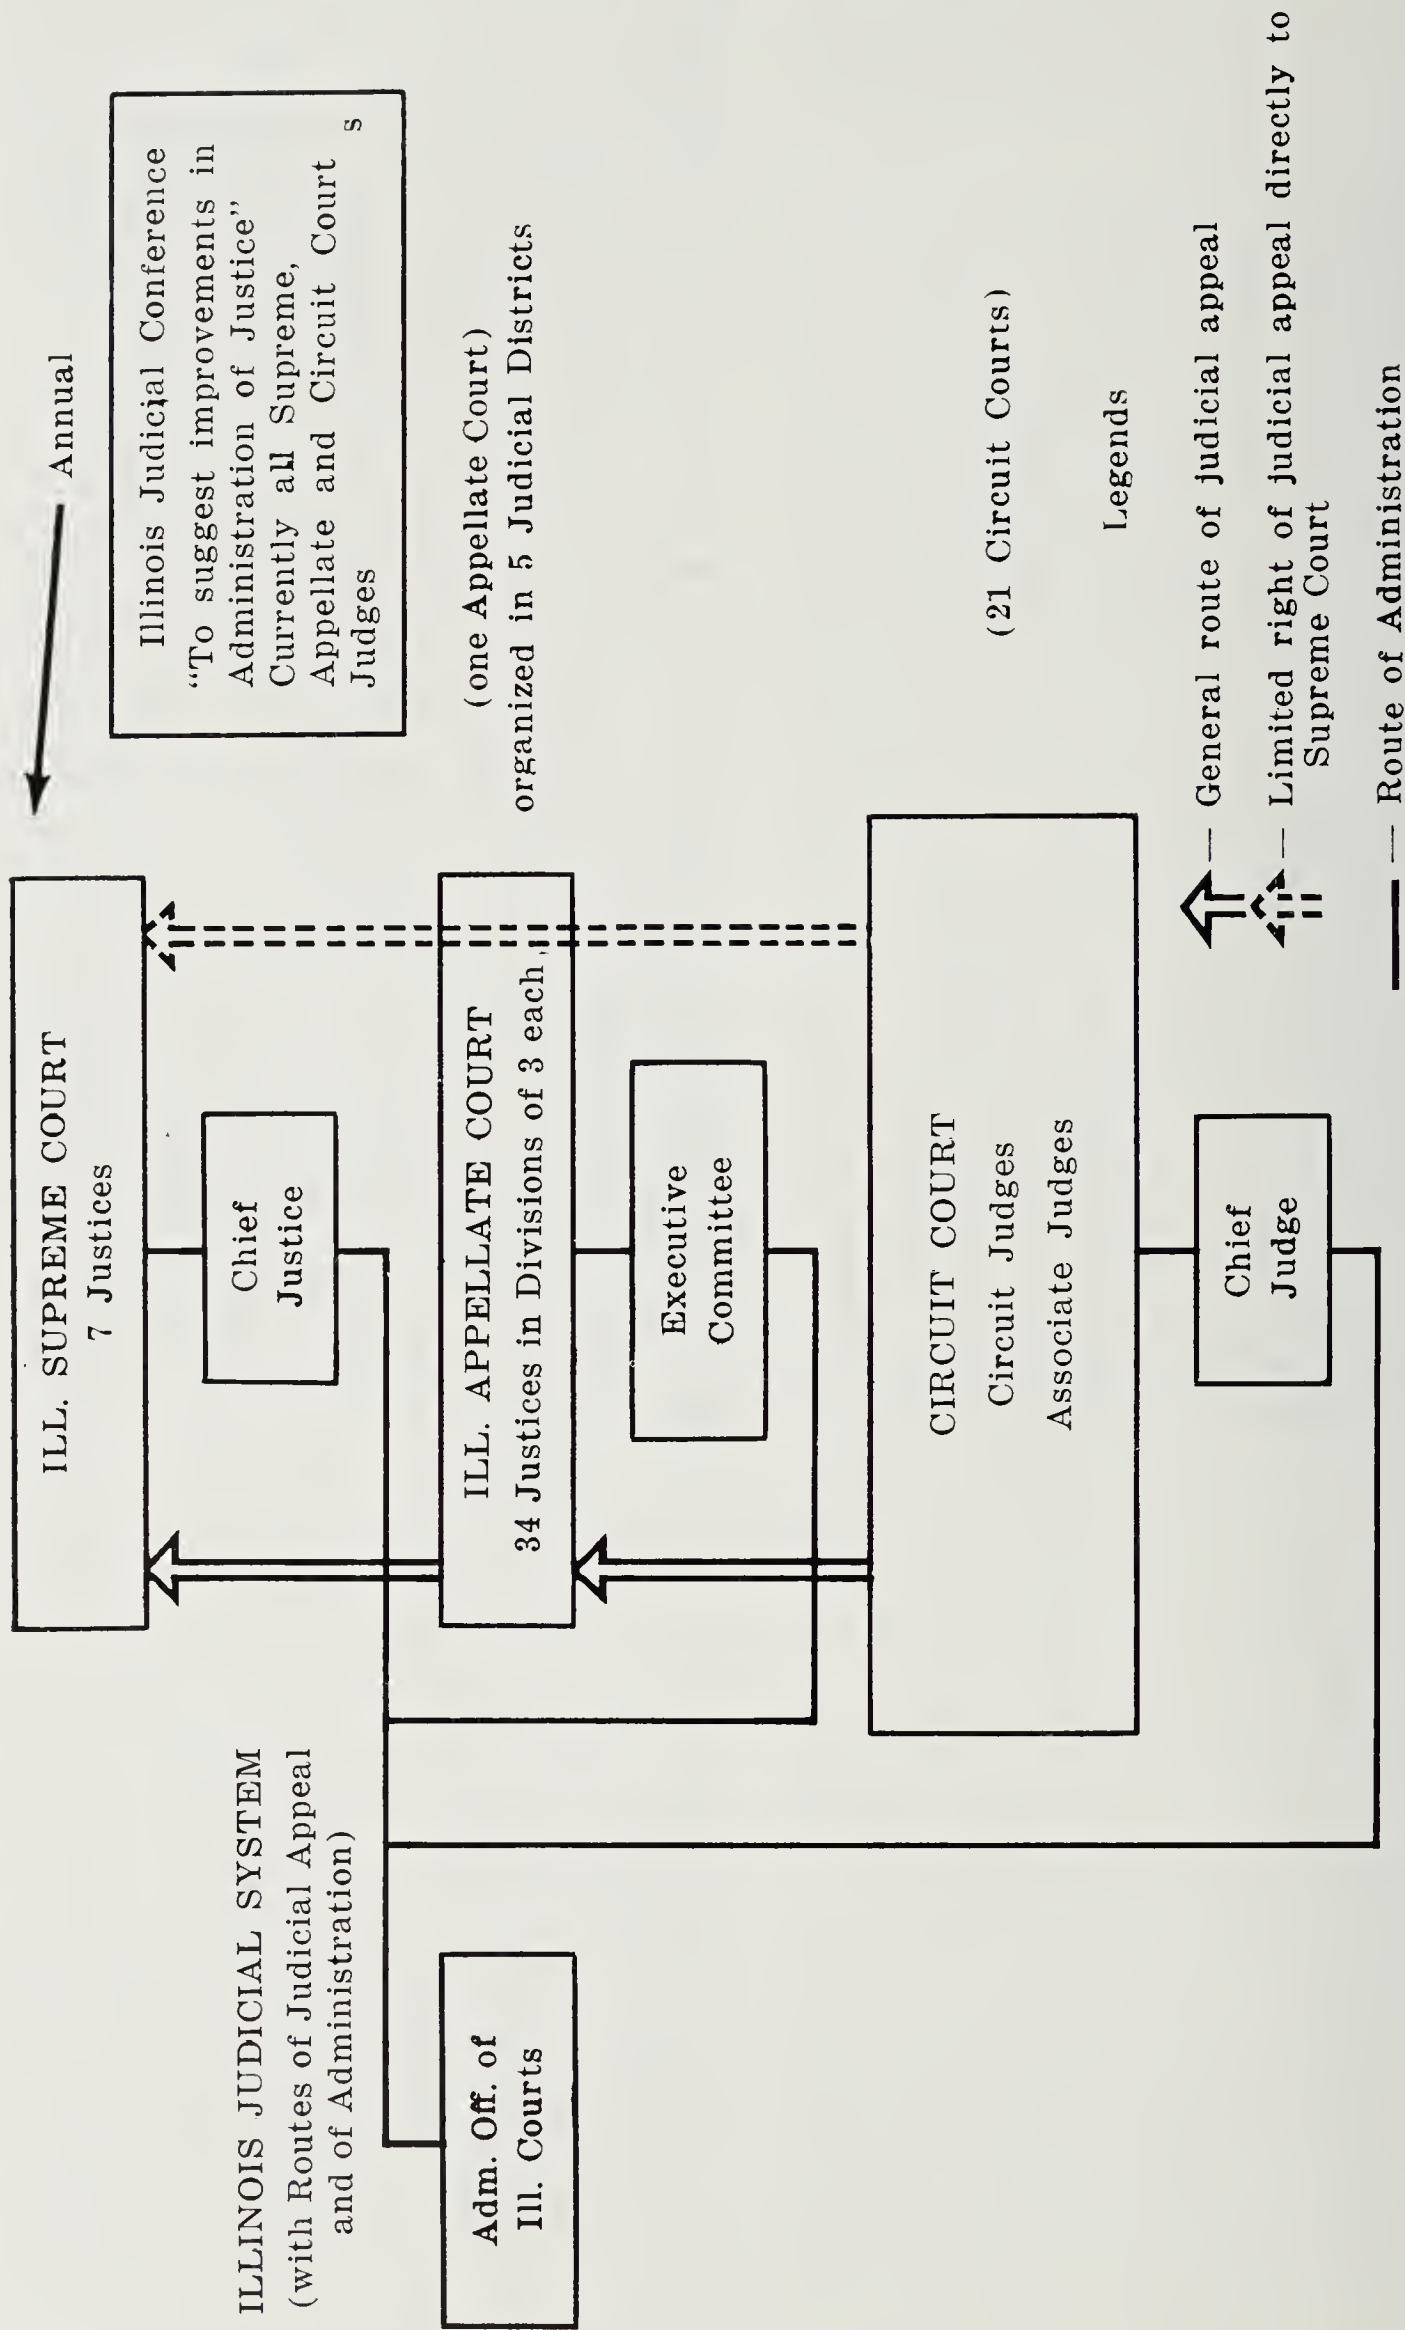 ILLINOIS JUDICIAL SYSTEM
(with Routes of Judicial Appeal
and of Administration)
ILL. SUPREME COURT
7 Justices
Annual
Chief
Justice
Illinois Judicial Conference
“To suggest improvements in
Administration of Justice”
Currently all Supreme,
Appellate and Circuit Court s
Judges
Adm. Off. of
Ill. Courts
ILL. APPELLATE COURT
34 Justices in Divisions of 3 each,
(one Appellate Court)
organized in 5 Judicial Districts
Executive
Committee
CIRCUIT COURT
Circuit Judges
Associate Judges
(21 Circuit Courts)
Chief
Judge
Legends
— General route of judicial appeal
— Limited right of judicial appeal directly to
Supreme Court
— Route of Administration